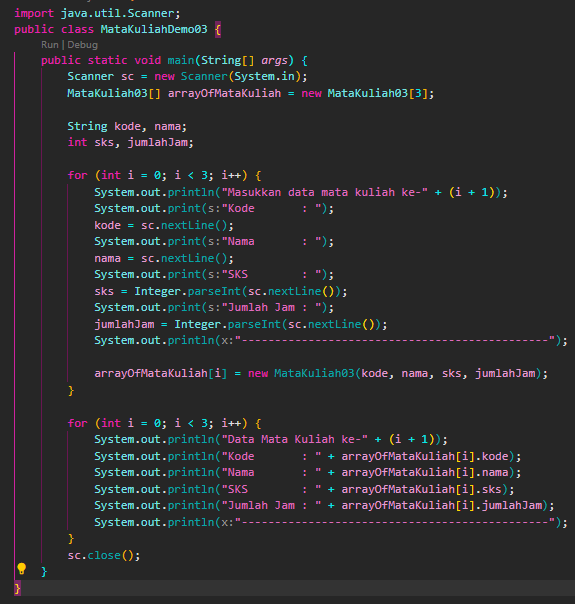 import java.util.Scanner;
public class MataKuliahDemo03 {
Run | Debug
    public static void main(String[] args) {
        Scanner sc = new Scanner(System.in);
        MataKuliah03[] arrayOfMataKuliah = new MataKuliah03[3];

        String kode, nama;
        int sks, jumlahJam;

        for (int i = 0; i < 3; i++) {
            System.out.println("Masukkan data mata kuliah ke-" + (i + 1));
            System.out.print(s:"Kode       : ");
            kode = sc.nextLine();
            System.out.print(s:"Nama       : ");
            nama = sc.nextLine();
            System.out.print(s:"SKS        : ");
            sks = Integer.parseInt(sc.nextLine());
            System.out.print(s:"Jumlah Jam : ");
            jumlahJam = Integer.parseInt(sc.nextLine());
            System.out.println(x:"----------------------------------------------");

            arrayOfMataKuliah[i] = new MataKuliah03(kode, nama, sks, jumlahJam);
        }

        for (int i = 0; i < 3; i++) {
            System.out.println("Data Mata Kuliah ke-" + (i + 1));
            System.out.println("Kode       : " + arrayOfMataKuliah[i].kode);
            System.out.println("Nama       : " + arrayOfMataKuliah[i].nama);
            System.out.println("SKS        : " + arrayOfMataKuliah[i].sks);
            System.out.println("Jumlah Jam : " + arrayOfMataKuliah[i].jumlahJam);
            System.out.println(x:"----------------------------------------------");
        }
        sc.close();
    }
}